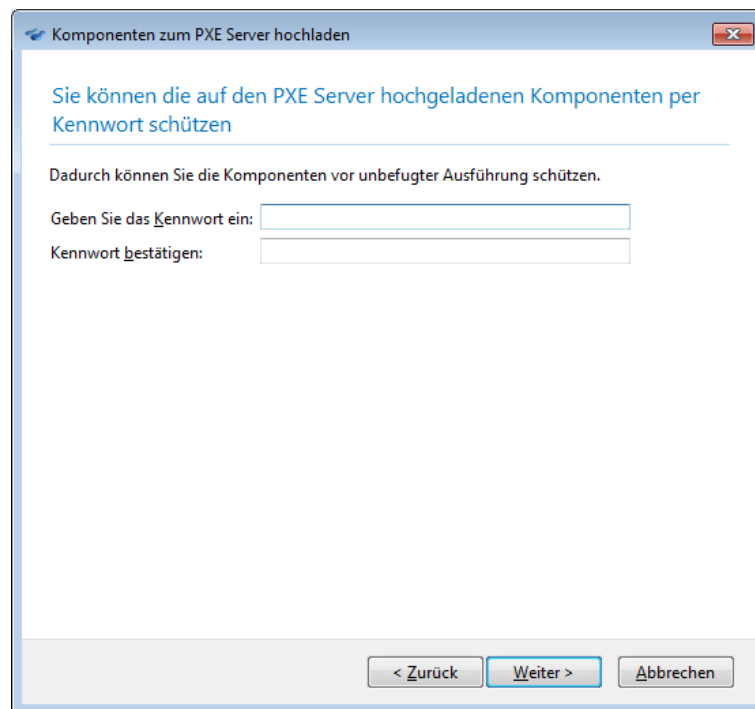 Komponenten zum PXE Server hochladen
Sie können die auf den PXE Server hochgeladenen Komponenten per
Kennwort schützen
Dadurch können Sie die Komponenten vor unbefugter Ausführung schützen.
Geben Sie das Kennwort ein:
Kennwort bestätigen:
< Zurück Weiter > Abbrechen